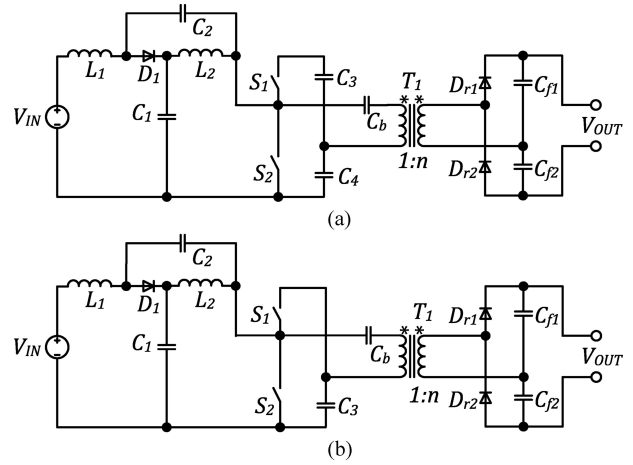 C2
L1 D1 L2
S1 C3 T1 Dr1 Cf1
VIN C1 Cb * * VOUT
S2 C4 1:n Dr2 Cf2
(a)
C2
L1 D1 L2
S1 T1 Dr1 Cf1
VIN C1 Cb * * VOUT
S2 C3 1:n Dr2 Cf2
(b)